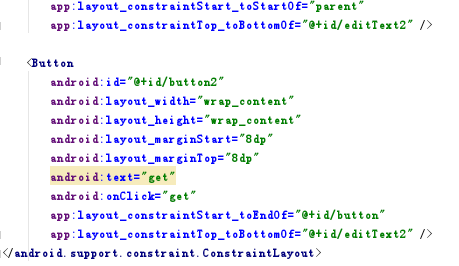 app:layout_constraintStart_toStartOf="parent"
app:layout_constraintTop_toBottomOf="@+id/editText2" />
<Button
android:id="@+id/button2"
android:layout_width="wrap_content"
android:layout_height="wrap_content"
android:layout_marginStart="8dp"
android:layout_marginTop="8dp"
android:text="get"
android:onClick="get"
app:layout_constraintStart_toEndOf="@+id/button"
app:layout_constraintTop_toBottomOf="@+id/editText2" />
</android.support.constraint.ConstraintLayout>